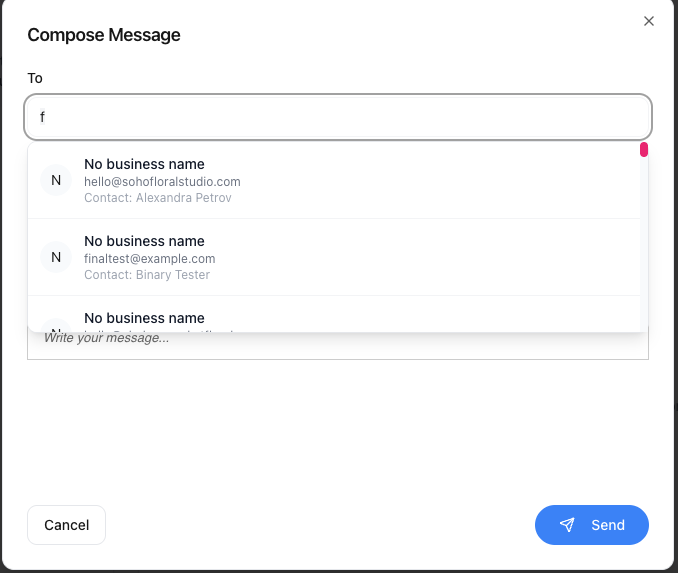 Compose Message
To
f
N
No business name
hello@sohofloralstudio.com
Contact: Alexandra Petrov
N
No business name
finaltest@example.com
Contact: Binary Tester
N
No business name
Write your message...
Cancel
Send